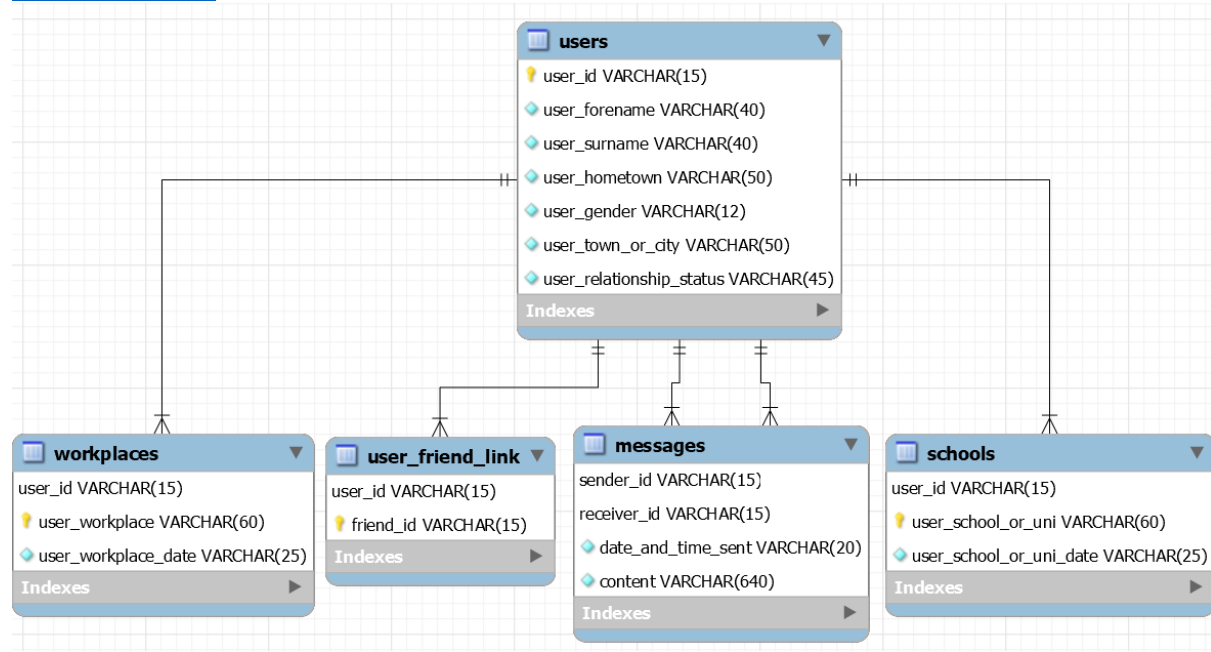 users
user_id VARCHAR(15)
user_forename VARCHAR(40)
user_surname VARCHAR(40)
user_hometown VARCHAR(50)
user_gender VARCHAR(12)
user_town_or_city VARCHAR(50)
user_relationship_status VARCHAR(45)
Indexes
workplaces
user_id VARCHAR(15)
user_workplace VARCHAR(60)
user_workplace_date VARCHAR(25)
Indexes
user_friend_link
user_id VARCHAR(15)
friend_id VARCHAR(15)
Indexes
messages
sender_id VARCHAR(15)
receiver_id VARCHAR(15)
date_and_time_sent VARCHAR(20)
content VARCHAR(640)
Indexes
schools
user_id VARCHAR(15)
user_school_or_uni VARCHAR(60)
user_school_or_uni_date VARCHAR(25)
Indexes